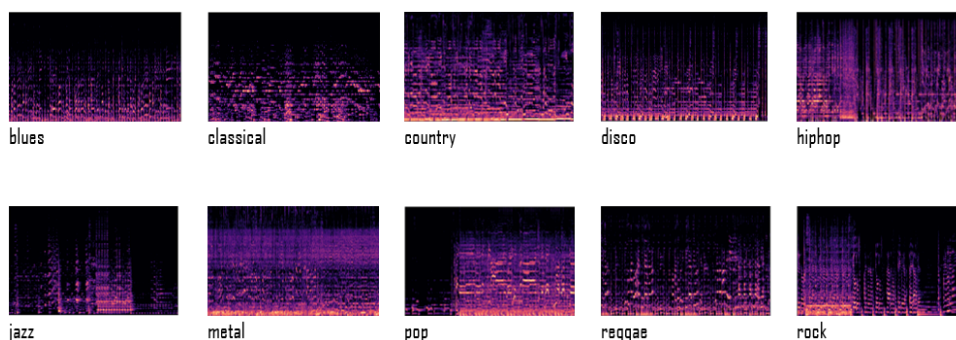 blues
classical
country
disco
hiphop
jazz
metal
pop
reggae
rock